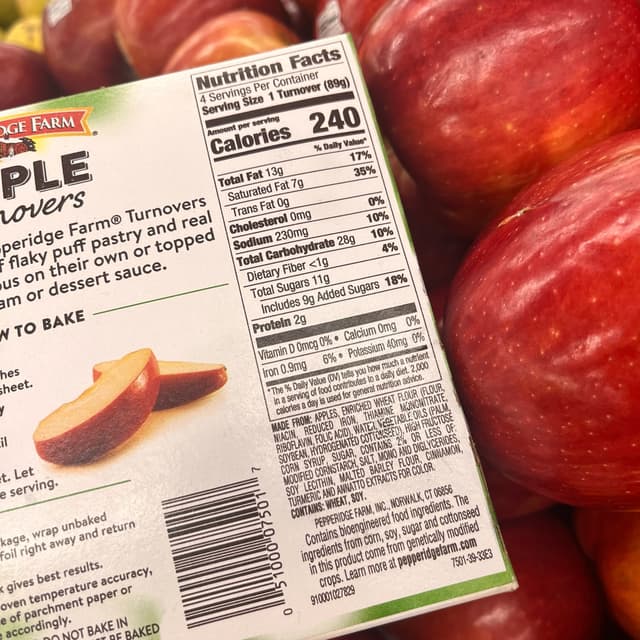 DGE FARM®
PLE
novers
pperidge Farm® Turnovers
f flaky puff pastry and real
ous on their own or topped
am or dessert sauce.
W TO BAKE
hes
sheet.
y
il
et. Let
e serving.
kage, wrap unbaked
foil right away and return
k gives best results.
oven temperature accuracy,
e of parchment paper or
e accordingly.
DO NOT BAKE IN
T BE BAKED
Nutrition Facts
4 Servings Per Container
Serving Size 1 Turnover (89g)
Amount per serving
Calories 240
% Daily Value*
Total Fat 13g 17%
Saturated Fat 7g 35%
Trans Fat 0g
Cholesterol 0mg 0%
Sodium 230mg 10%
Total Carbohydrate 28g 10%
Dietary Fiber <1g 4%
Total Sugars 11g
Includes 9g Added Sugars 18%
Protein 2g
Vitamin D 0mcg 0% • Calcium 0mg 0%
Iron 0.9mg 6% • Potassium 40mg 0%
*The % Daily Value (DV) tells you how much a nutrient
in a serving of food contributes to a daily diet. 2,000
calories a day is used for general nutrition advice.
MADE FROM: APPLES, ENRICHED WHEAT FLOUR (FLOUR,
NIACIN, REDUCED IRON, THIAMINE MONONITRATE,
RIBOFLAVIN, FOLIC ACID), WATER, VEGETABLE OILS (PALM,
SOYBEAN, HYDROGENATED COTTONSEED), HIGH FRUCTOSE
CORN SYRUP, SUGAR, CONTAINS 2% OR LESS OF:
MODIFIED CORNSTARCH, SALT, MONO AND DIGLYCERIDES,
SOY LECITHIN, MALTED BARLEY FLOUR, CINNAMON,
TURMERIC AND ANNATTO EXTRACTS FOR COLOR.
CONTAINS: WHEAT, SOY.
PEPPERIDGE FARM, INC., NORWALK, CT 06856
Contains bioengineered food ingredients. The
ingredients from corn, soy, sugar and cottonseed
in this product come from genetically modified
crops. Learn more at pepperidgefarm.com
910001027829 7501-39-33E3
0 51000 07501 7